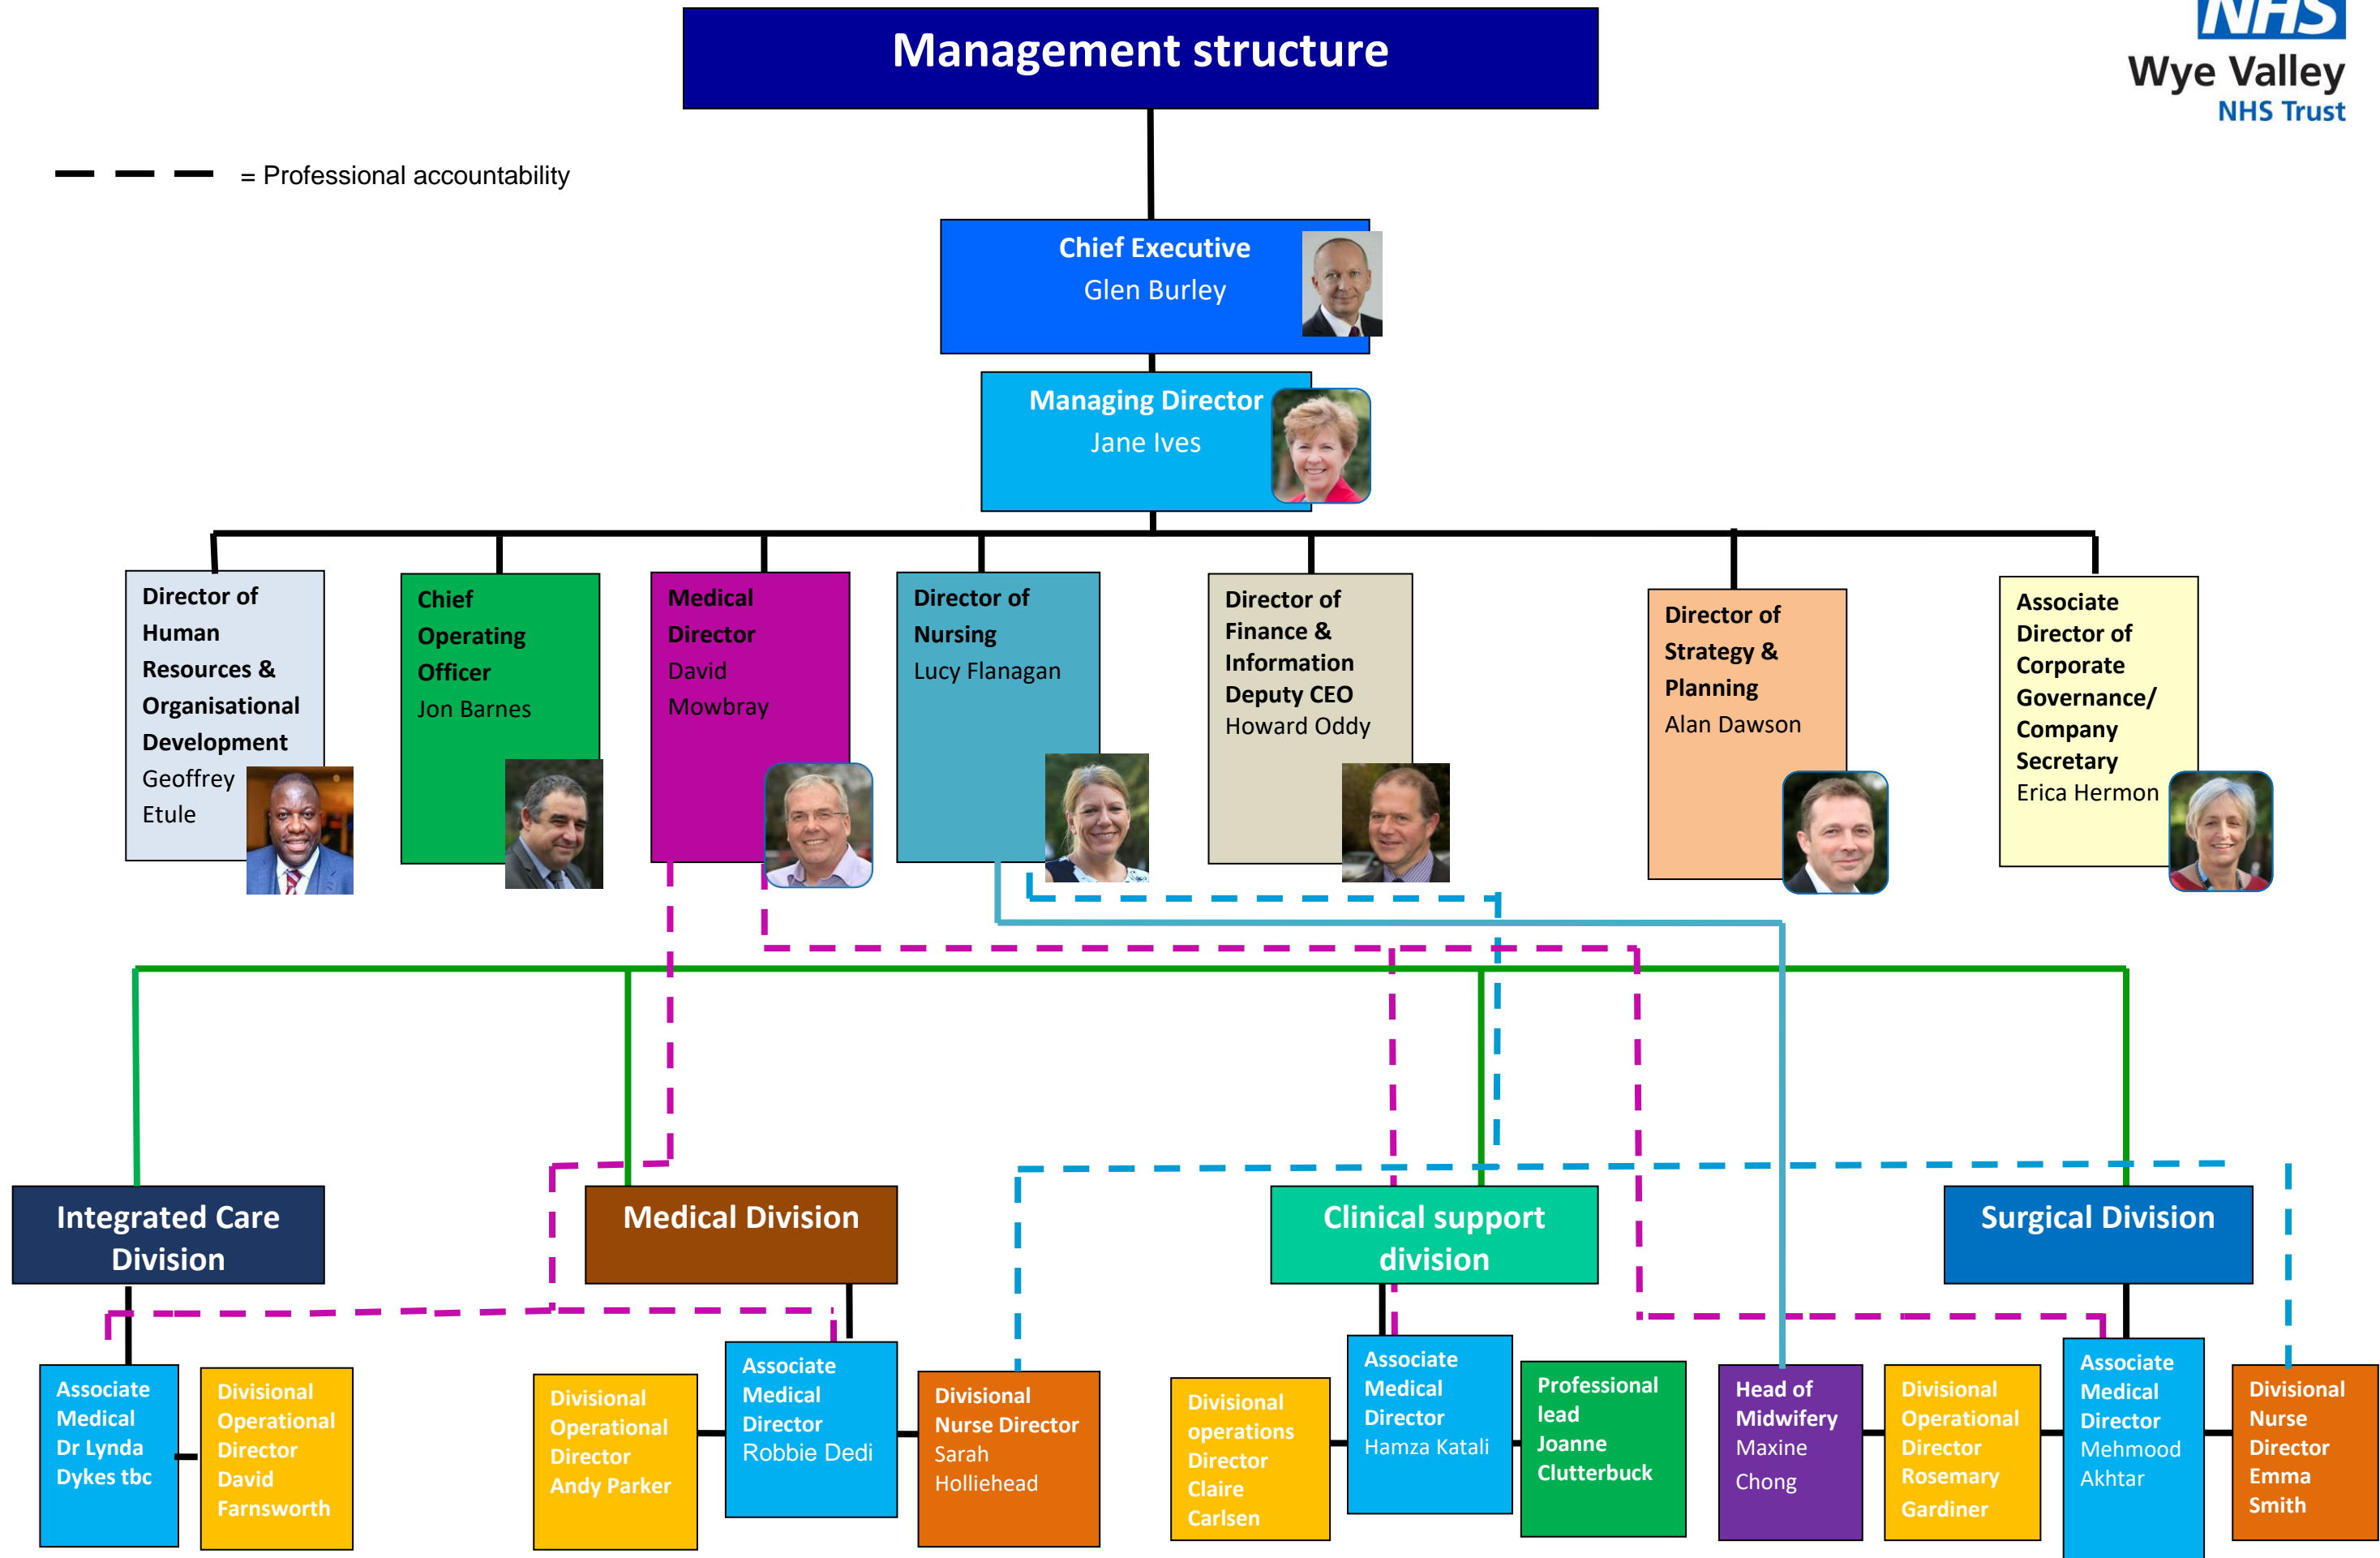 Management structure
NHS
Wye Valley
NHS Trust
= Professional accountability
Chief Executive
Glen Burley
Managing Director
Jane Ives
Director of
Human
Resources &
Organisational
Development
Geoffrey
Etule
Chief
Operating
Officer
Jon Barnes
Medical
Director
David
Mowbray
Director of
Nursing
Lucy Flanagan
Director of
Finance &
Information
Deputy CEO
Howard Oddy
Director of
Strategy &
Planning
Alan Dawson
Associate
Director of
Corporate
Governance/
Company
Secretary
Erica Hermon
Integrated Care
Division
Medical Division
Clinical support
division
Surgical Division
Associate
Medical
Dr Lynda
Dykes tbc
Divisional
Operational
Director
David
Farnsworth
Divisional
Operational
Director
Andy Parker
Associate
Medical
Director
Robbie Dedi
Divisional
Nurse Director
Sarah
Holliehead
Divisional
operations
Director
Claire
Carlsen
Associate
Medical
Director
Hamza Katali
Professional
lead
Joanne
Clutterbuck
Head of
Midwifery
Maxine
Chong
Divisional
Operational
Director
Rosemary
Gardiner
Associate
Medical
Director
Mehmood
Akhtar
Divisional
Nurse
Director
Emma
Smith